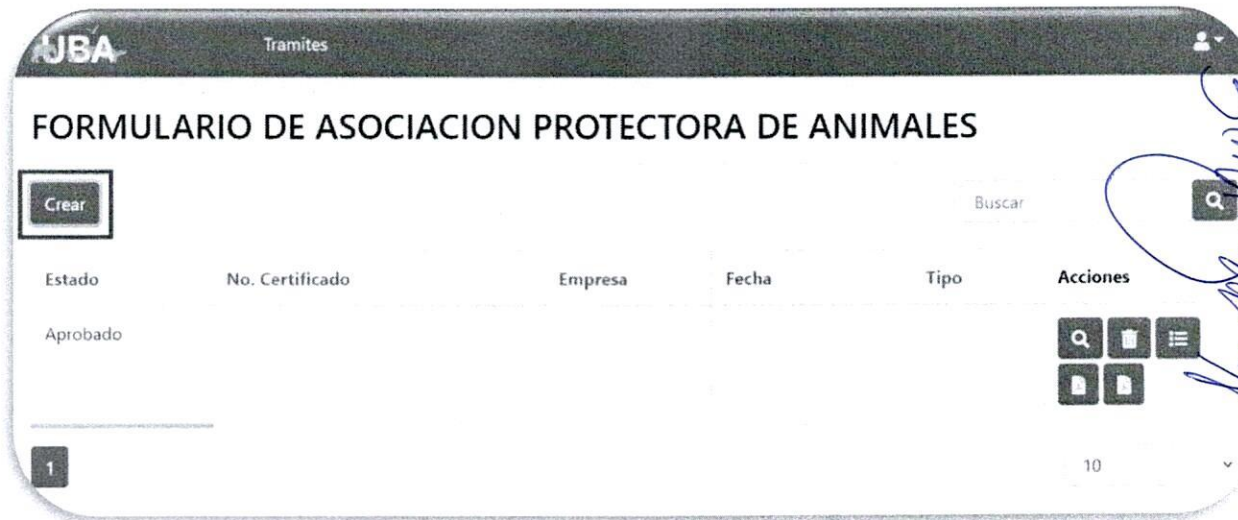 UBA
Tramites
FORMULARIO DE ASOCIACION PROTECTORA DE ANIMALES
Crear
Buscar
Estado No. Certificado Empresa Fecha Tipo Acciones
Aprobado
1
10